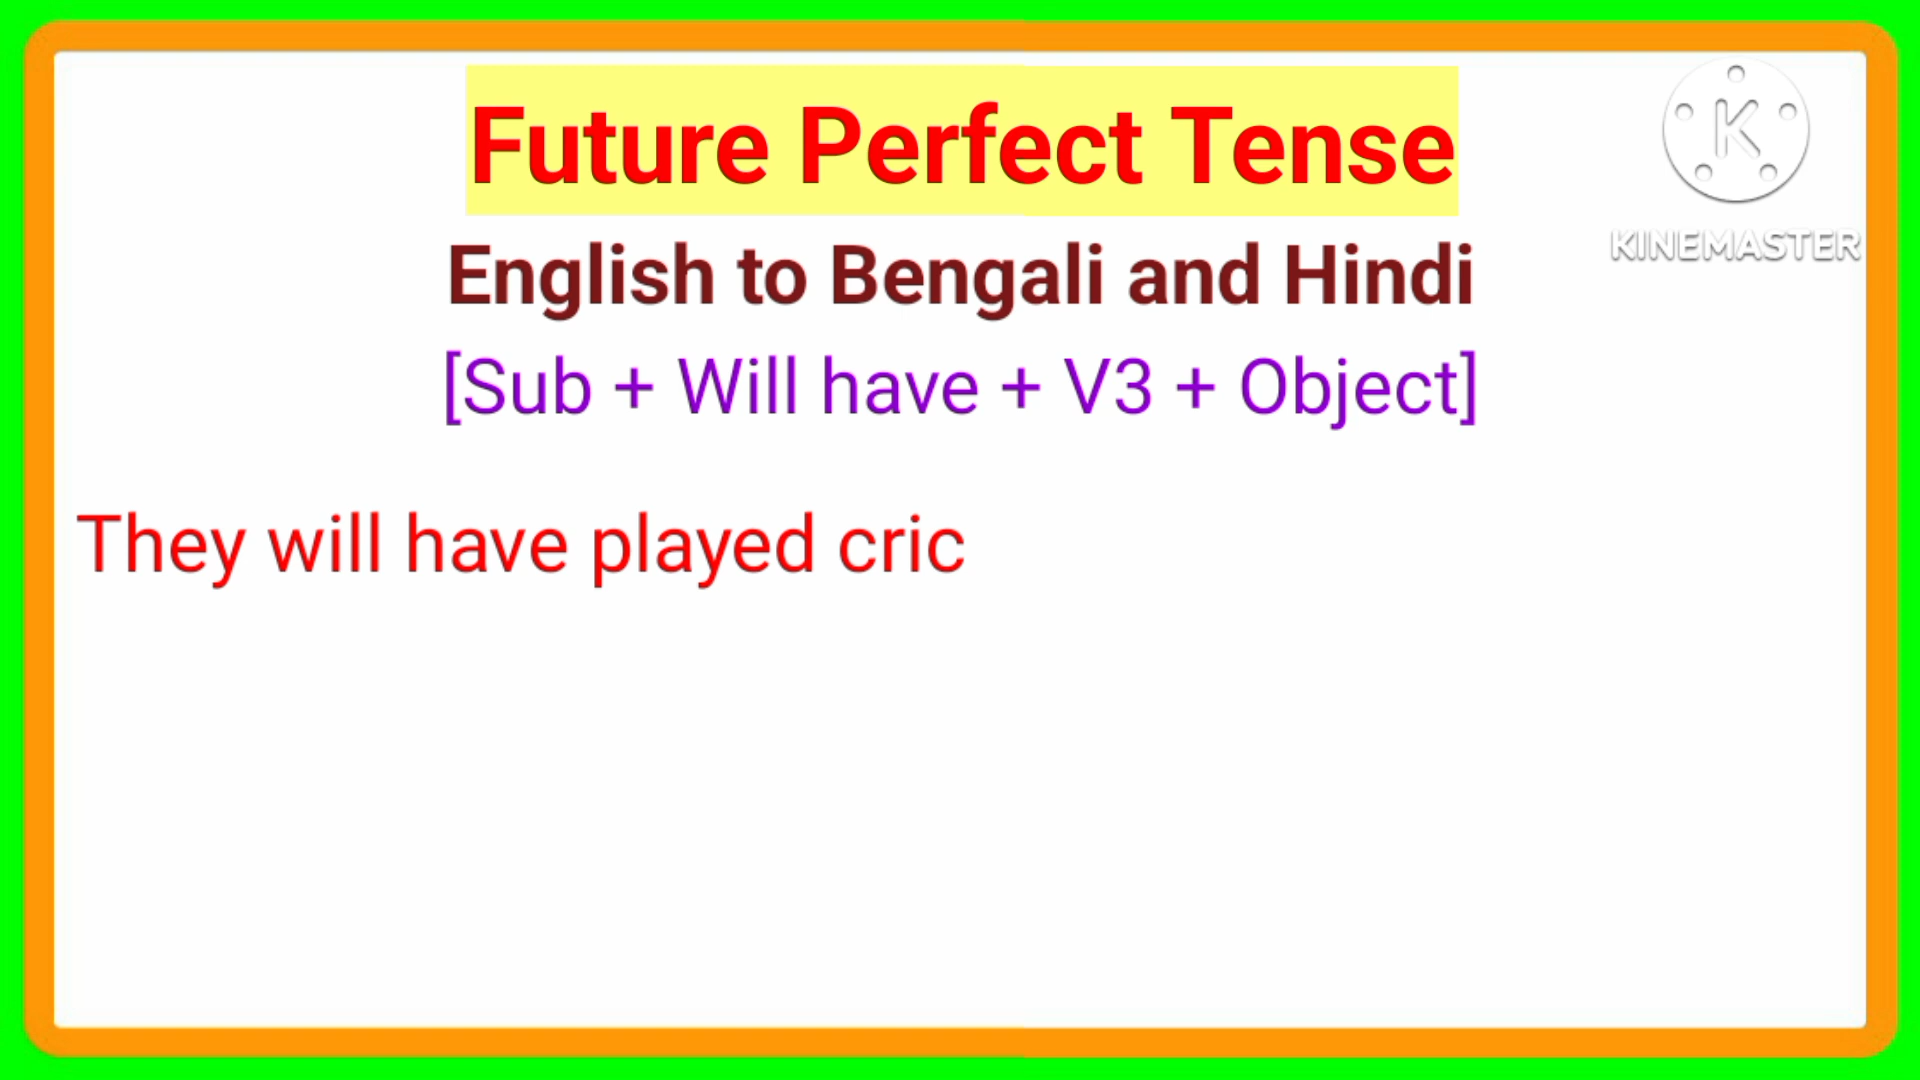 Future Perfect Tense
English to Bengali and Hindi
[Sub + Will have + V3 + Object]
They will have played cric
K
KINEMASTER